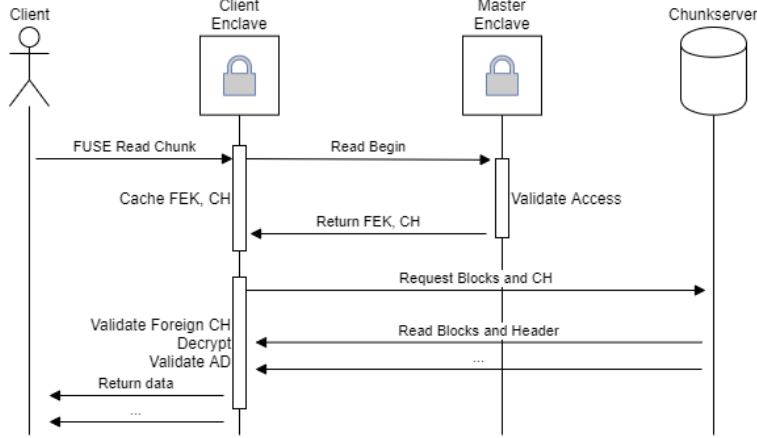 Client
Client
Enclave
Master
Enclave
Chunkserver
FUSE Read Chunk
Read Begin
Cache FEK, CH
Validate Access
Return FEK, CH
Request Blocks and CH
Validate Foreign CH
Read Blocks and Header
Decrypt
Validate AD
...
Return data
...